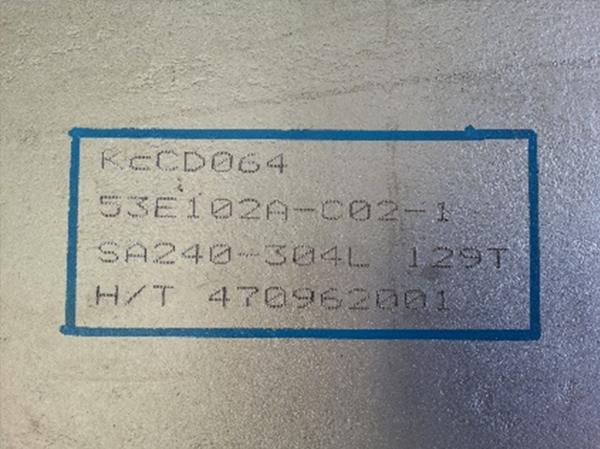 KcCD064
53E102A-C02-1
SA240-304L 129T
H/T 470962001